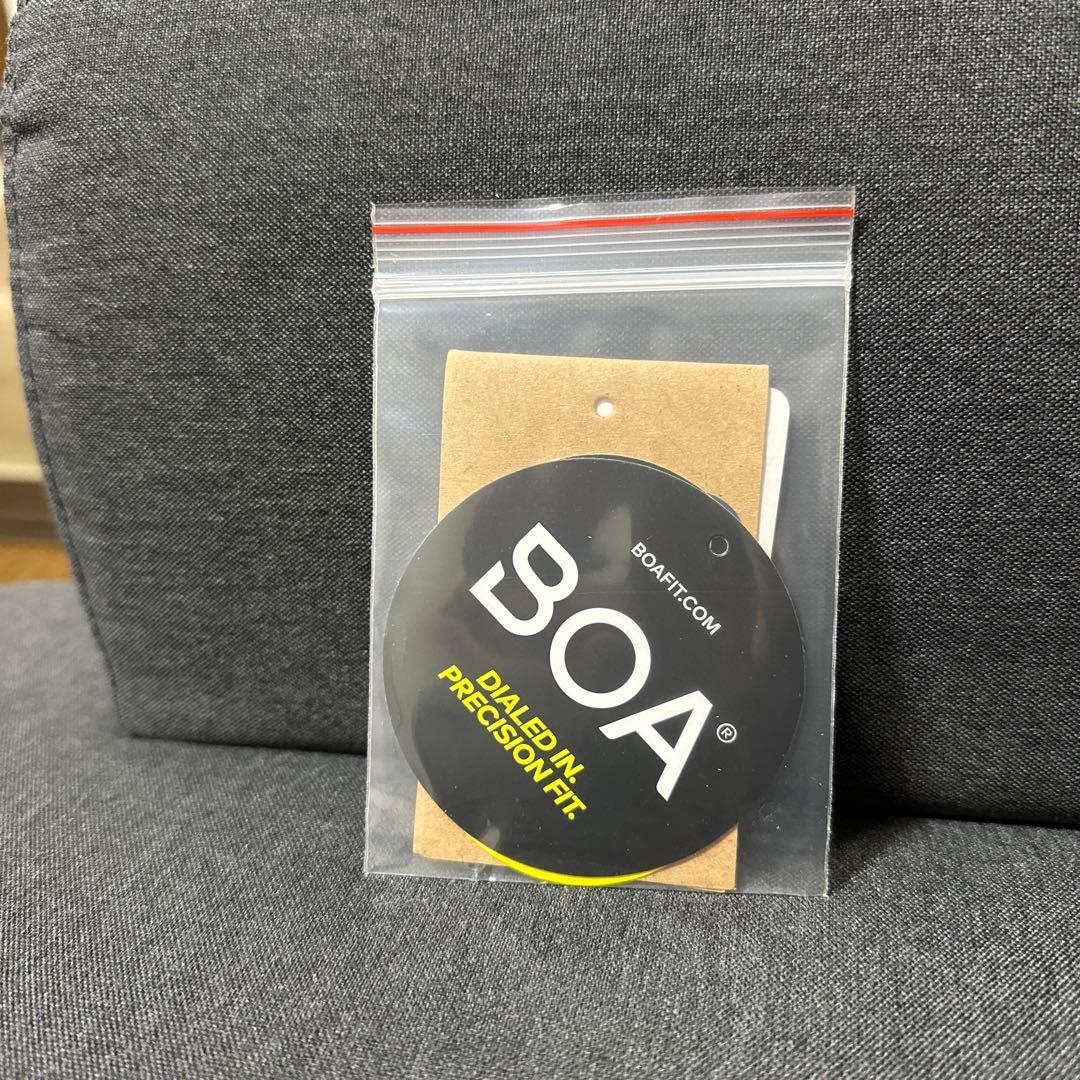 BOAFIT.COM
BOA®
DIALED IN.
PRECISION FIT.